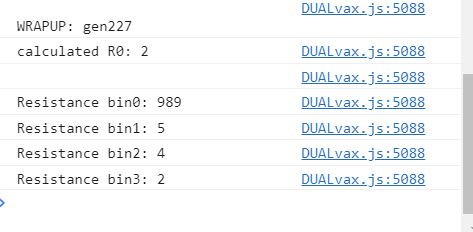 DUALvax.js:5088
WRAPUP: gen227
calculated R0: 2 DUALvax.js:5088
DUALvax.js:5088
Resistance bin0: 989 DUALvax.js:5088
Resistance bin1: 5 DUALvax.js:5088
Resistance bin2: 4 DUALvax.js:5088
Resistance bin3: 2 DUALvax.js:5088